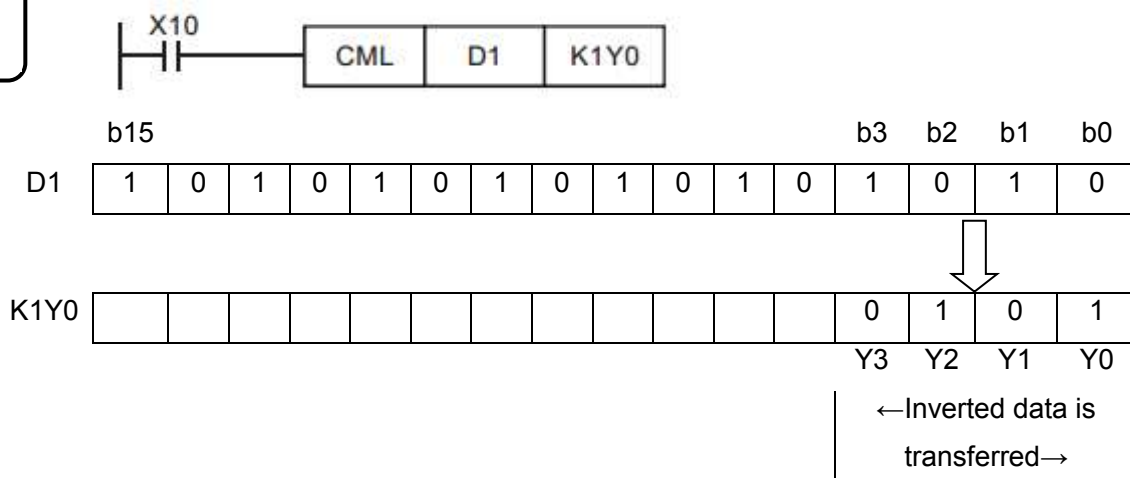 X10
CML D1 K1Y0
b15 b3 b2 b1 b0
D1 1 0 1 0 1 0 1 0 1 0 1 0 1 0 1 0
K1Y0 0 1 0 1
Y3 Y2 Y1 Y0
←Inverted data is
transferred→